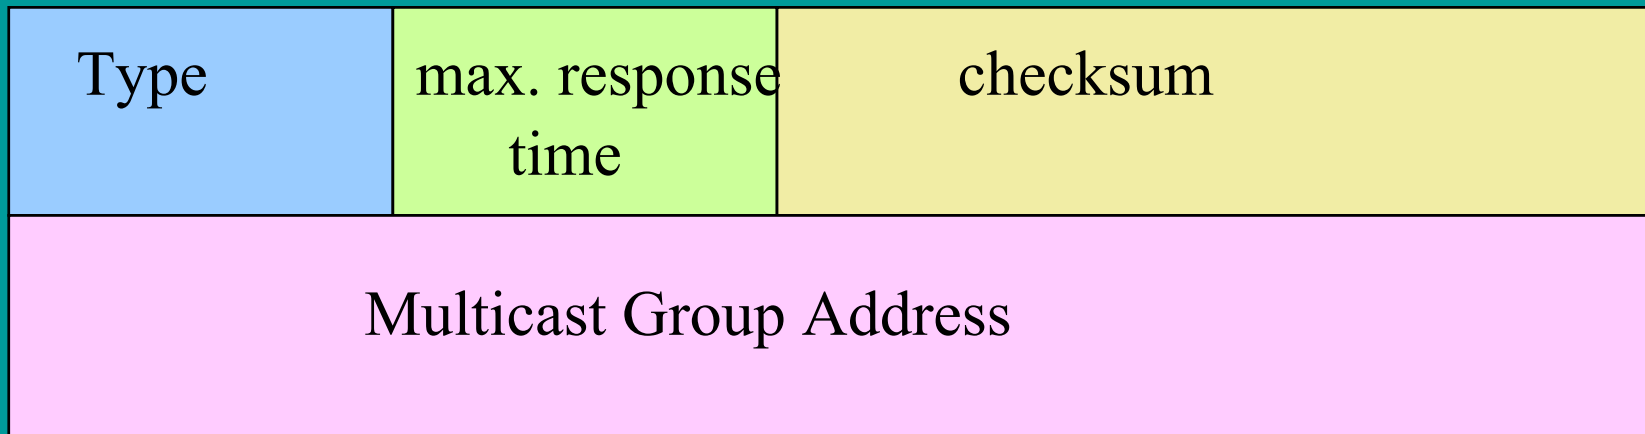 Type
max. response
time
checksum
Multicast Group Address